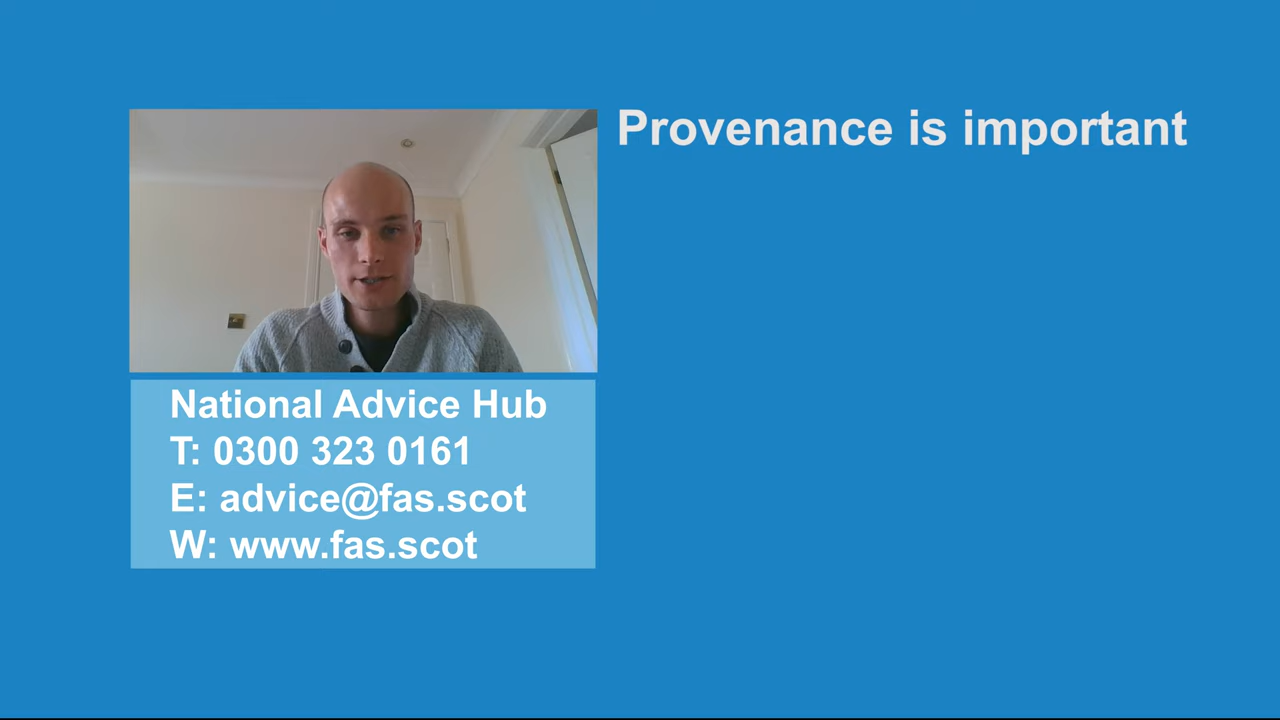 Provenance is important
National Advice Hub
T: 0300 323 0161
E: advice@fas.scot
W: www.fas.scot